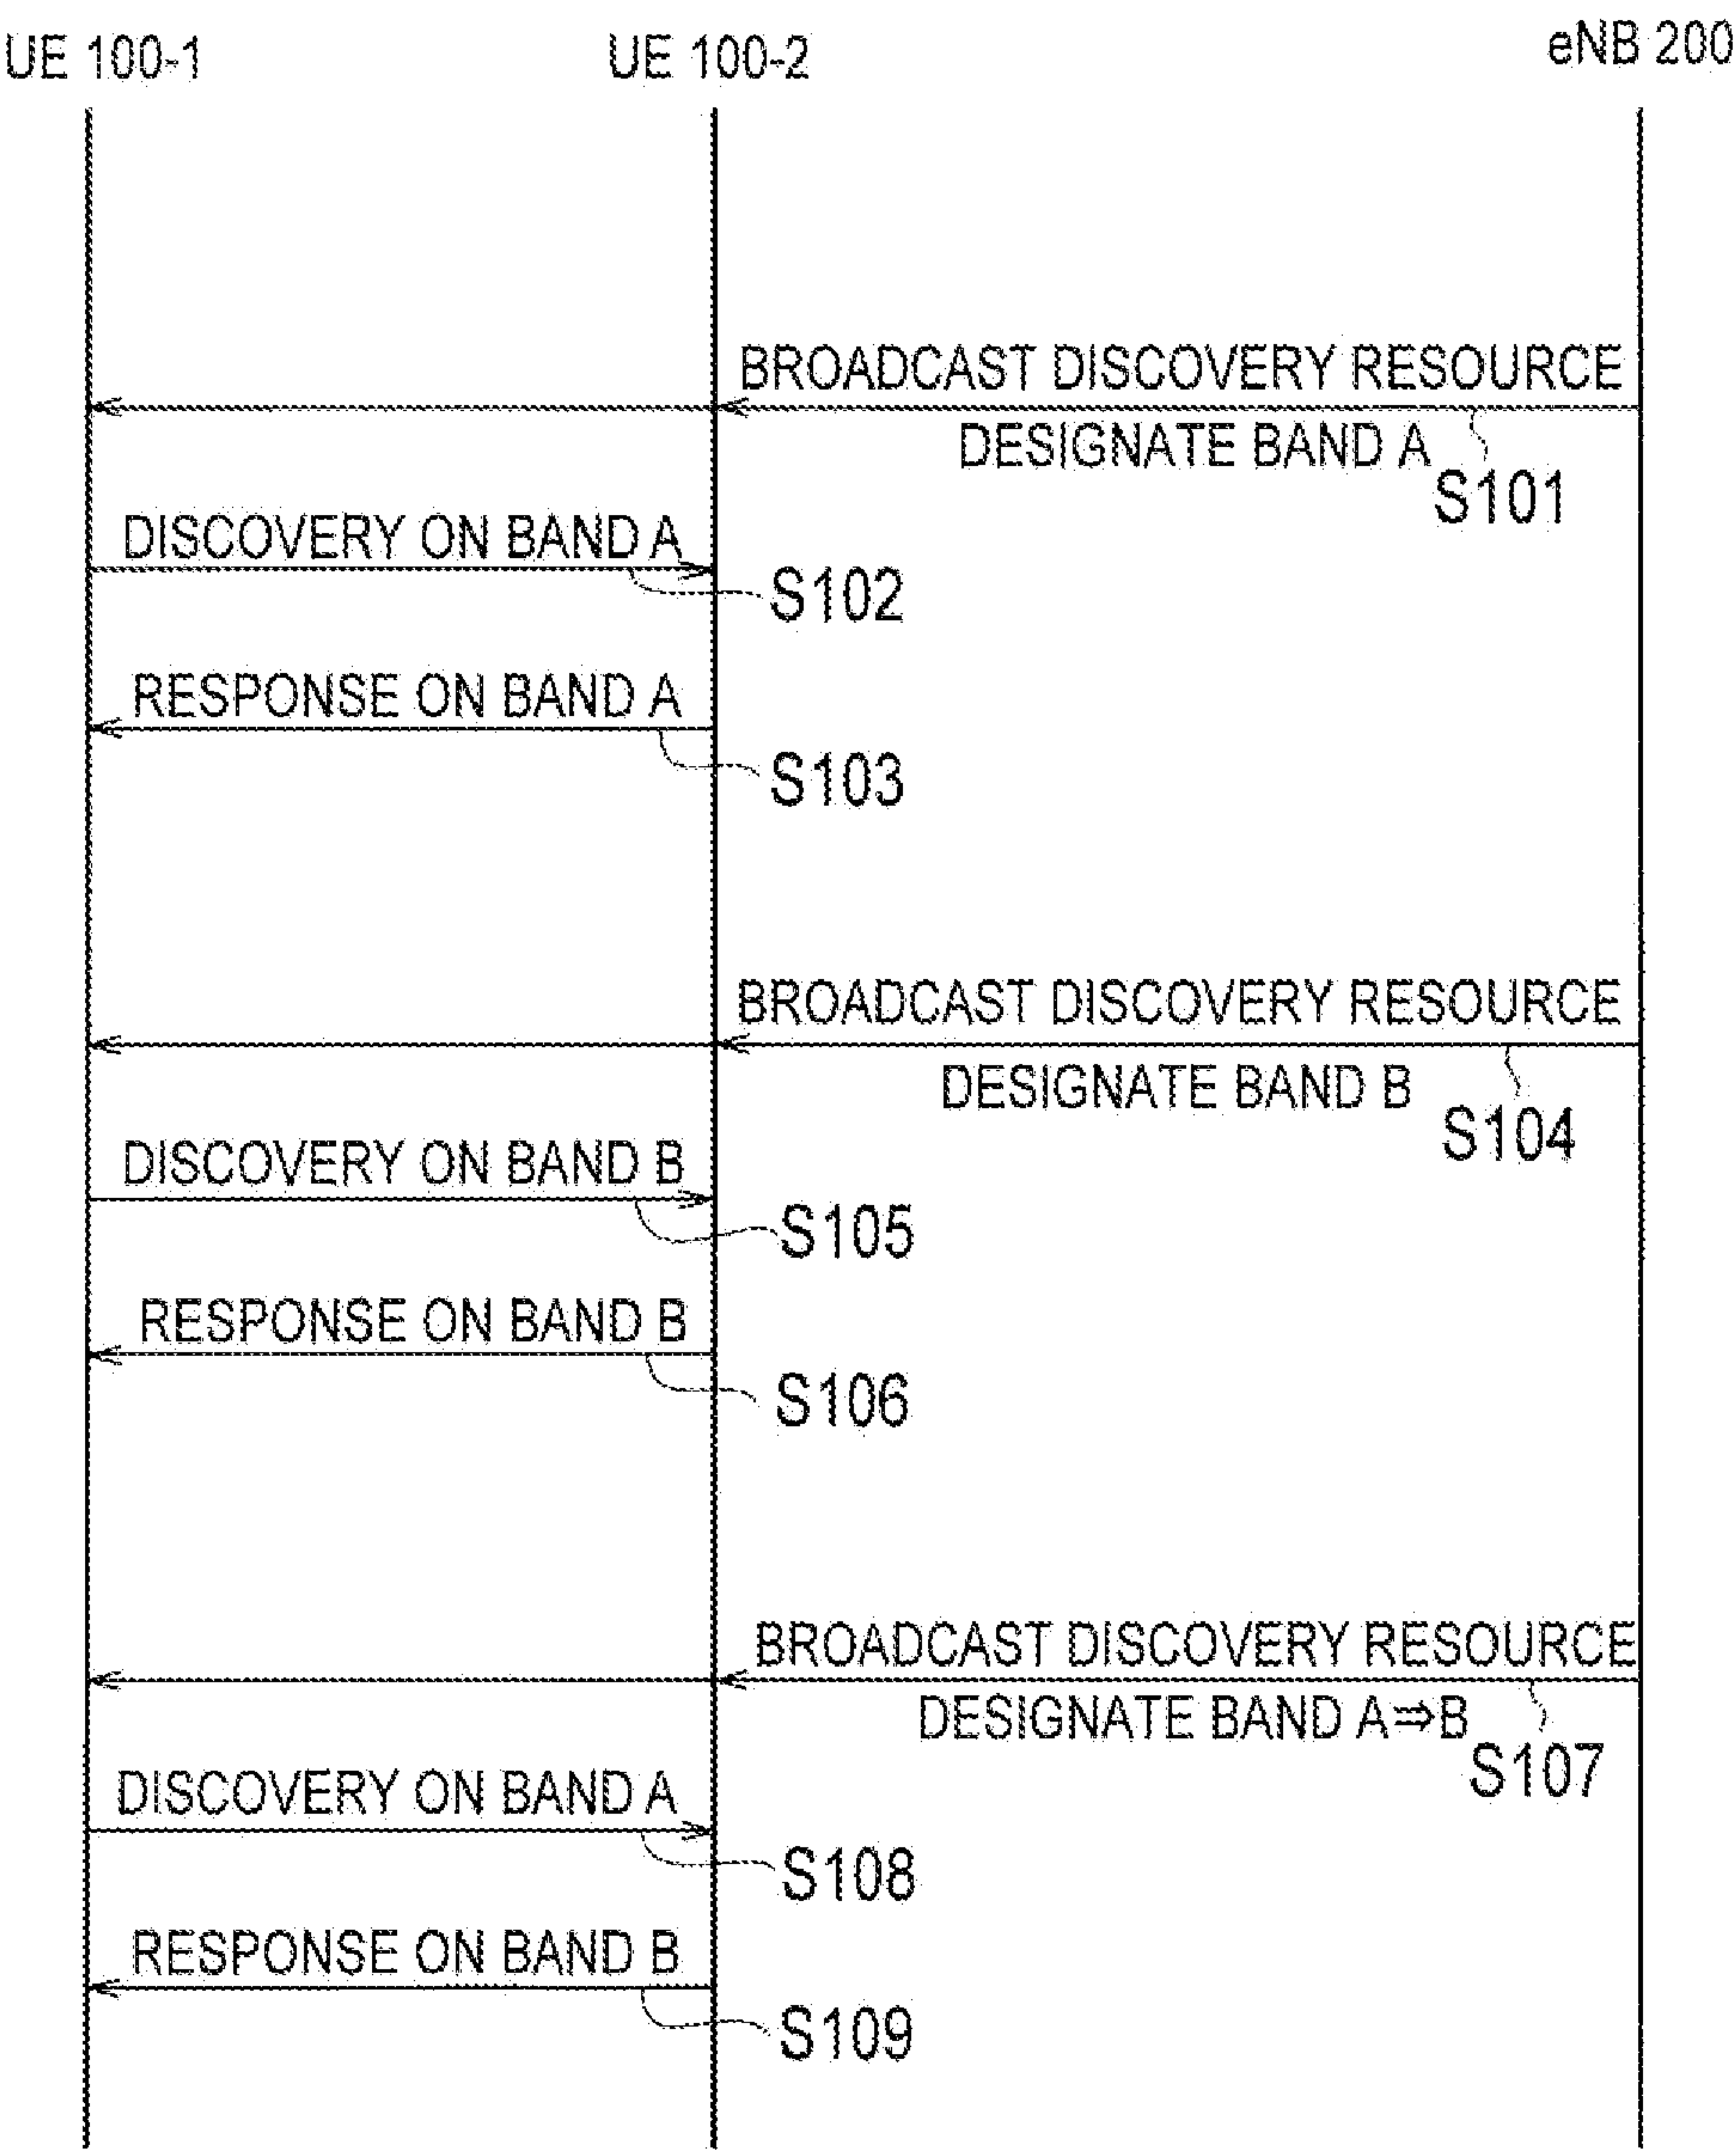 UE 100-1
UE 100-2
eNB 200
BROADCAST DISCOVERY RESOURCE
DESIGNATE BAND A
S101
DISCOVERY ON BAND A
S102
RESPONSE ON BAND A
S103
BROADCAST DISCOVERY RESOURCE
DESIGNATE BAND B
S104
DISCOVERY ON BAND B
S105
RESPONSE ON BAND B
S106
BROADCAST DISCOVERY RESOURCE
DESIGNATE BAND A⇒B
S107
DISCOVERY ON BAND A
S108
RESPONSE ON BAND B
S109